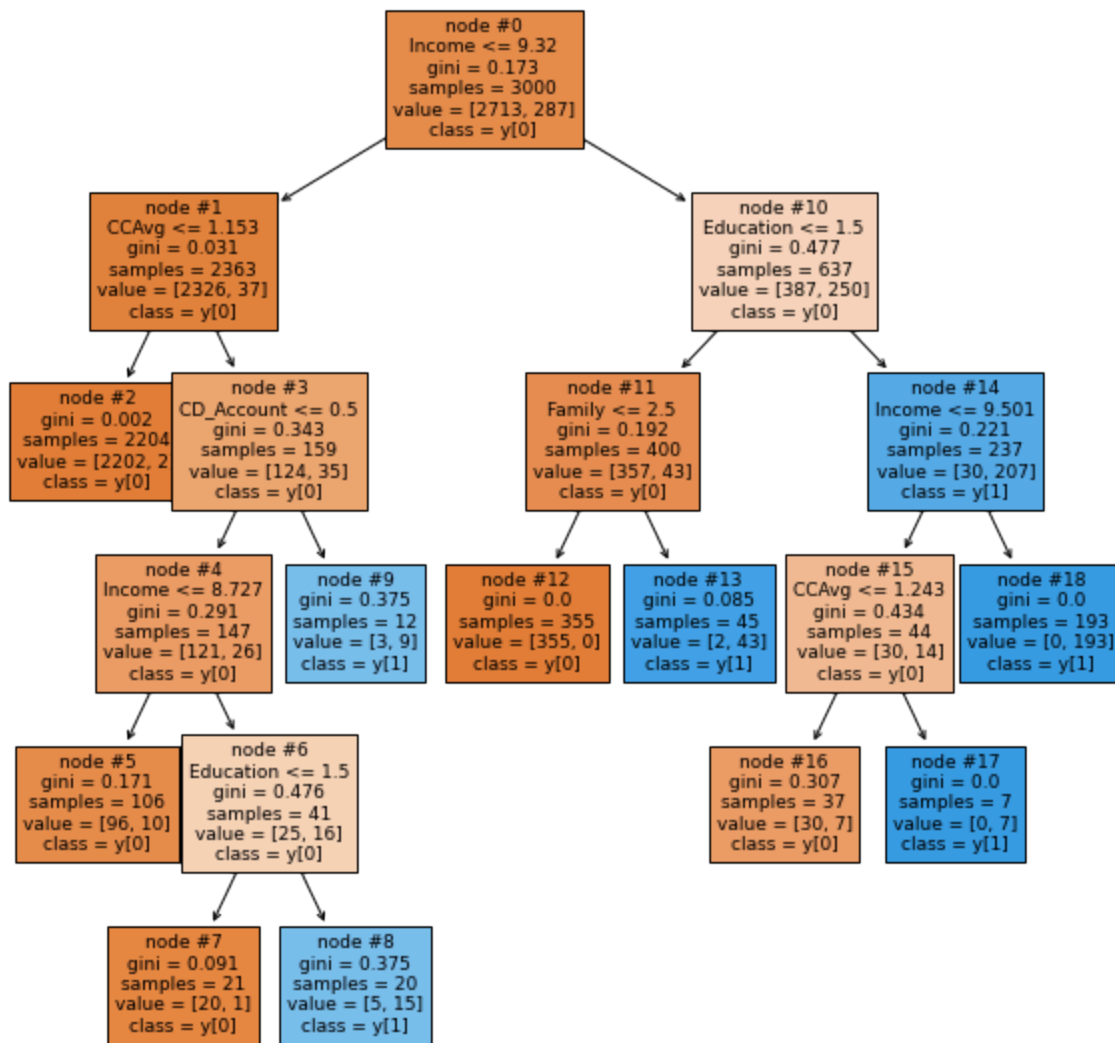 node #0
Income <= 9.32
gini = 0.173
samples = 3000
value = [2713, 287]
class = y[0]
node #1
CCAvg <= 1.153
gini = 0.031
samples = 2363
value = [2326, 37]
class = y[0]
node #10
Education <= 1.5
gini = 0.477
samples = 637
value = [387, 250]
class = y[0]
node #2
gini = 0.002
samples = 2204
value = [2202, 2
class = y[0]
node #3
CD_Account <= 0.5
gini = 0.343
samples = 159
value = [124, 35]
class = y[0]
node #11
Family <= 2.5
gini = 0.192
samples = 400
value = [357, 43]
class = y[0]
node #14
Income <= 9.501
gini = 0.221
samples = 237
value = [30, 207]
class = y[1]
node #4
Income <= 8.727
gini = 0.291
samples = 147
value = [121, 26]
class = y[0]
node #9
gini = 0.375
samples = 12
value = [3, 9]
class = y[1]
node #12
gini = 0.0
samples = 355
value = [355, 0]
class = y[0]
node #13
gini = 0.085
samples = 45
value = [2, 43]
class = y[1]
node #15
CCAvg <= 1.243
gini = 0.434
samples = 44
value = [30, 14]
class = y[0]
node #18
gini = 0.0
samples = 193
value = [0, 193]
class = y[1]
node #5
gini = 0.171
samples = 106
value = [96, 10]
class = y[0]
node #6
Education <= 1.5
gini = 0.476
samples = 41
value = [25, 16]
class = y[0]
node #16
gini = 0.307
samples = 37
value = [30, 7]
class = y[0]
node #17
gini = 0.0
samples = 7
value = [0, 7]
class = y[1]
node #7
gini = 0.091
samples = 21
value = [20, 1]
class = y[0]
node #8
gini = 0.375
samples = 20
value = [5, 15]
class = y[1]